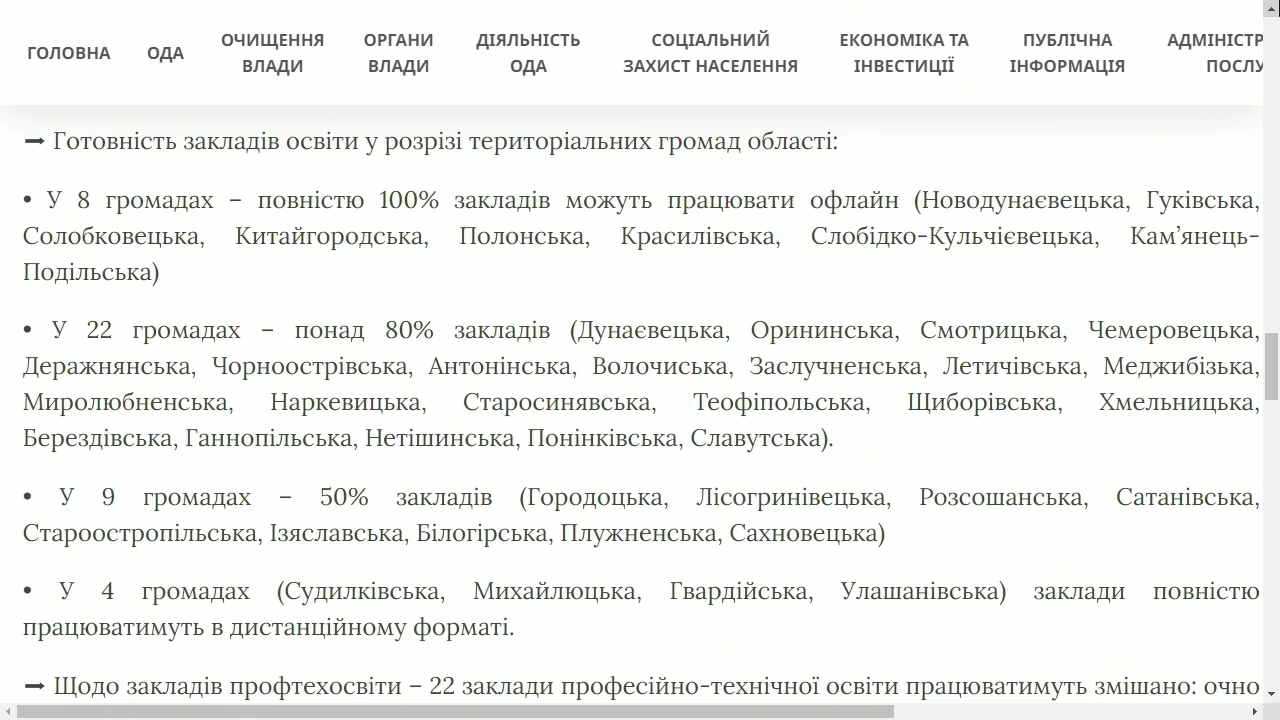 ГОЛОВНА ОДА ОЧИЩЕННЯ ВЛАДИ ОРГАНИ ВЛАДИ ДІЯЛЬНІСТЬ ОДА СОЦІАЛЬНИЙ ЗАХИСТ НАСЕЛЕННЯ ЕКОНОМІКА ТА ІНВЕСТИЦІЇ ПУБЛІЧНА ІНФОРМАЦІЯ АДМІНІСТР ПОСЛУ
➞ Готовність закладів освіти у розрізі територіальних громад області:
• У 8 громадах – повністю 100% закладів можуть працювати офлайн (Новодунаєвецька, Гуківська,
Солобковецька, Китайгородська, Полонська, Красилівська, Слобідко-Кульчієвецька, Кам’янець-
Подільська)
• У 22 громадах – понад 80% закладів (Дунаєвецька, Орининська, Смотрицька, Чемеровецька,
Деражнянська, Чорноострівська, Антонінська, Волочиська, Заслучненська, Летичівська, Меджибізька,
Миролюбненська, Наркевицька, Старосинявська, Теофіпольська, Щиборівська, Хмельницька,
Берездівська, Ганнопільська, Нетішинська, Понінківська, Славутська).
• У 9 громадах – 50% закладів (Городоцька, Лісогринівецька, Розсошанська, Сатанівська,
Староостропільська, Ізяславська, Білогірська, Плужненська, Сахновецька)
• У 4 громадах (Судилківська, Михайлюцька, Гвардійська, Улашанівська) заклади повністю
працюватимуть в дистанційному форматі.
➞ Щодо закладів профтехосвіти – 22 заклади професійно-технічної освіти працюватимуть змішано: очно